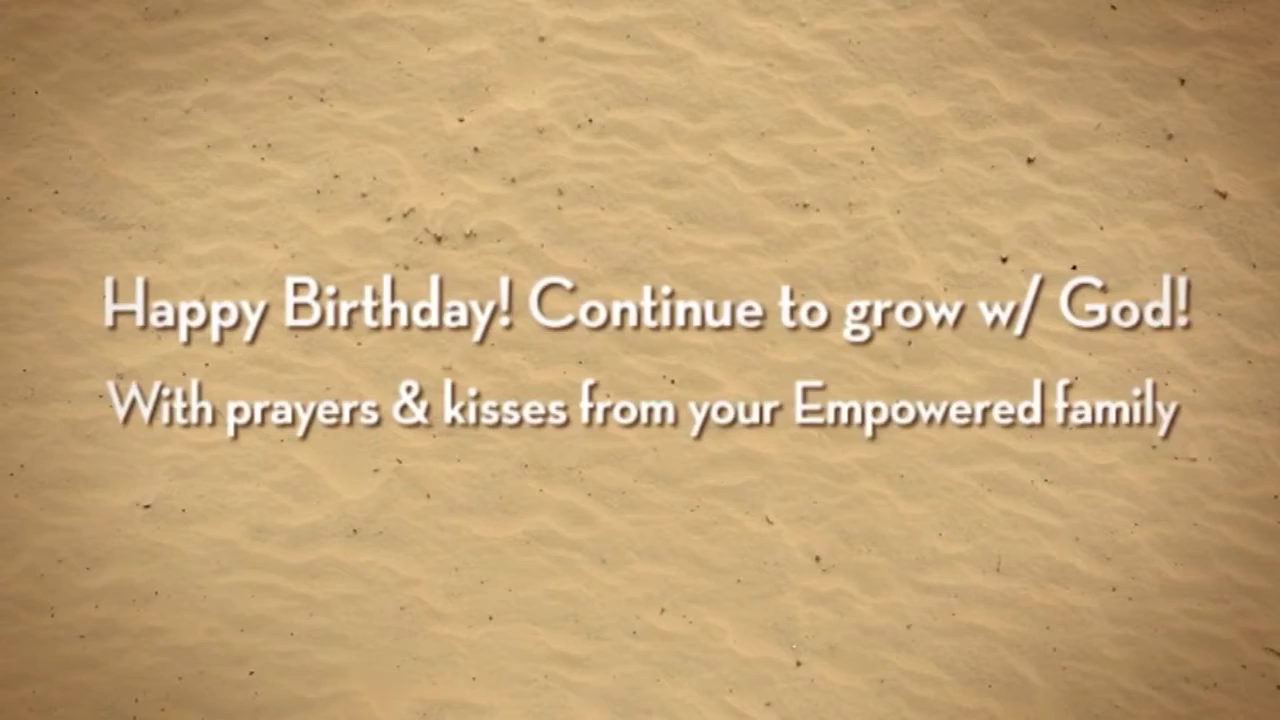 Happy Birthday! Continue to grow w/ God!
With prayers & kisses from your Empowered family